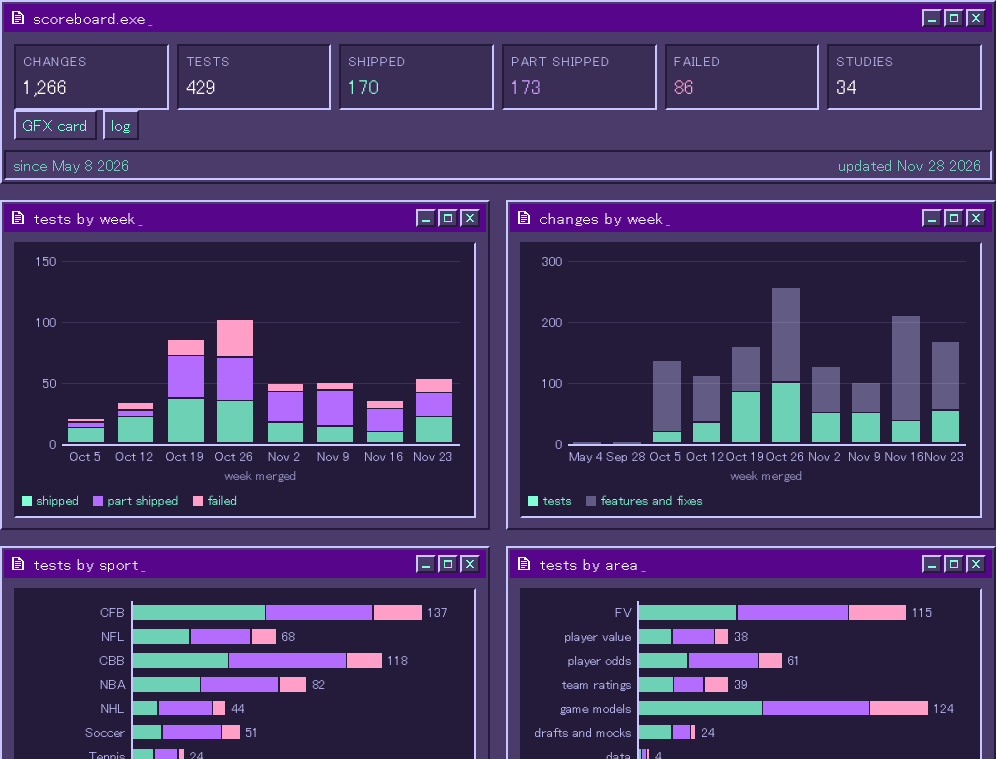 scoreboard.exe_
CHANGES TESTS SHIPPED PART SHIPPED FAILED STUDIES
1,266 429 170 173 86 34
GFX card log
since May 8 2026 updated Nov 28 2026
tests by week_
150
100
50
0
Oct 5 Oct 12 Oct 19 Oct 26 Nov 2 Nov 9 Nov 16 Nov 23
week merged
shipped part shipped failed
changes by week_
300
200
100
0
May 4 Sep 28 Oct 5 Oct 12 Oct 19 Oct 26 Nov 2 Nov 9 Nov 16 Nov 23
week merged
tests features and fixes
tests by sport_
CFB 137
NFL 68
CBB 118
NBA 82
NHL 44
Soccer 51
Tennis 24
tests by area_
FV 115
player value 38
player odds 61
team ratings 39
game models 124
drafts and mocks 24
data 4